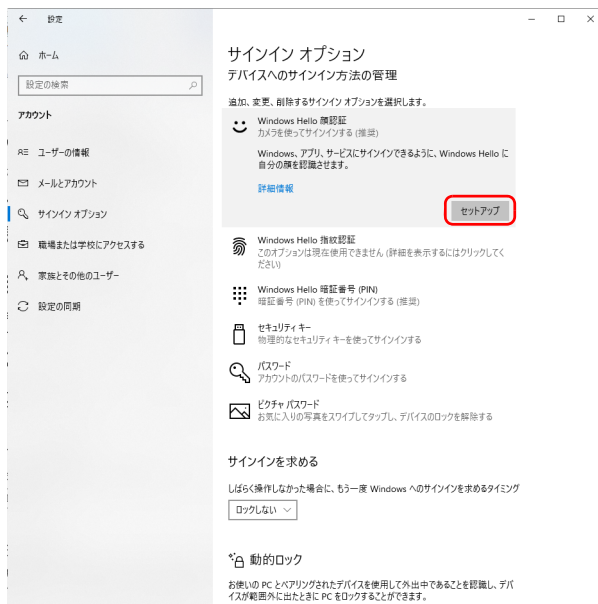 設定
ホーム
設定の検索
アカウント
ユーザーの情報
メールとアカウント
サインイン オプション
職場または学校にアクセスする
家族とその他のユーザー
設定の同期
サインイン オプション
デバイスへのサインイン方法の管理
追加、変更、削除するサインイン オプションを選択します。
Windows Hello 顔認証
カメラを使ってサインインする (推奨)
Windows、アプリ、サービスにサインインできるように、Windows Hello に
自分の顔を認識させます。
詳細情報
セットアップ
Windows Hello 指紋認証
このオプションは現在使用できません (詳細を表示するにはクリックしてく
ださい)
Windows Hello 暗証番号 (PIN)
暗証番号 (PIN) を使ってサインインする (推奨)
セキュリティ キー
物理的なセキュリティ キーを使ってサインインする
パスワード
アカウントのパスワードを使ってサインインする
ピクチャ パスワード
お気に入りの写真をスワイプしてタップし、デバイスのロックを解除する
サインインを求める
しばらく操作しなかった場合に、もう一度 Windows へのサインインを求めるタイミング
ロックしない
動的ロック
お使いの PC とペアリングされたデバイスを使用して外出中であることを認識し、デバ
イスが範囲外に出たときに PC をロックすることができます。